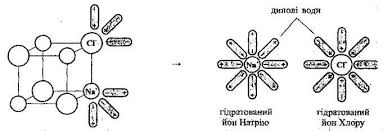 диполі води
Cl⁻
Na⁺
→
Na⁺
Cl⁻
гідратований
йон Натрію
гідратований
йон Хлору